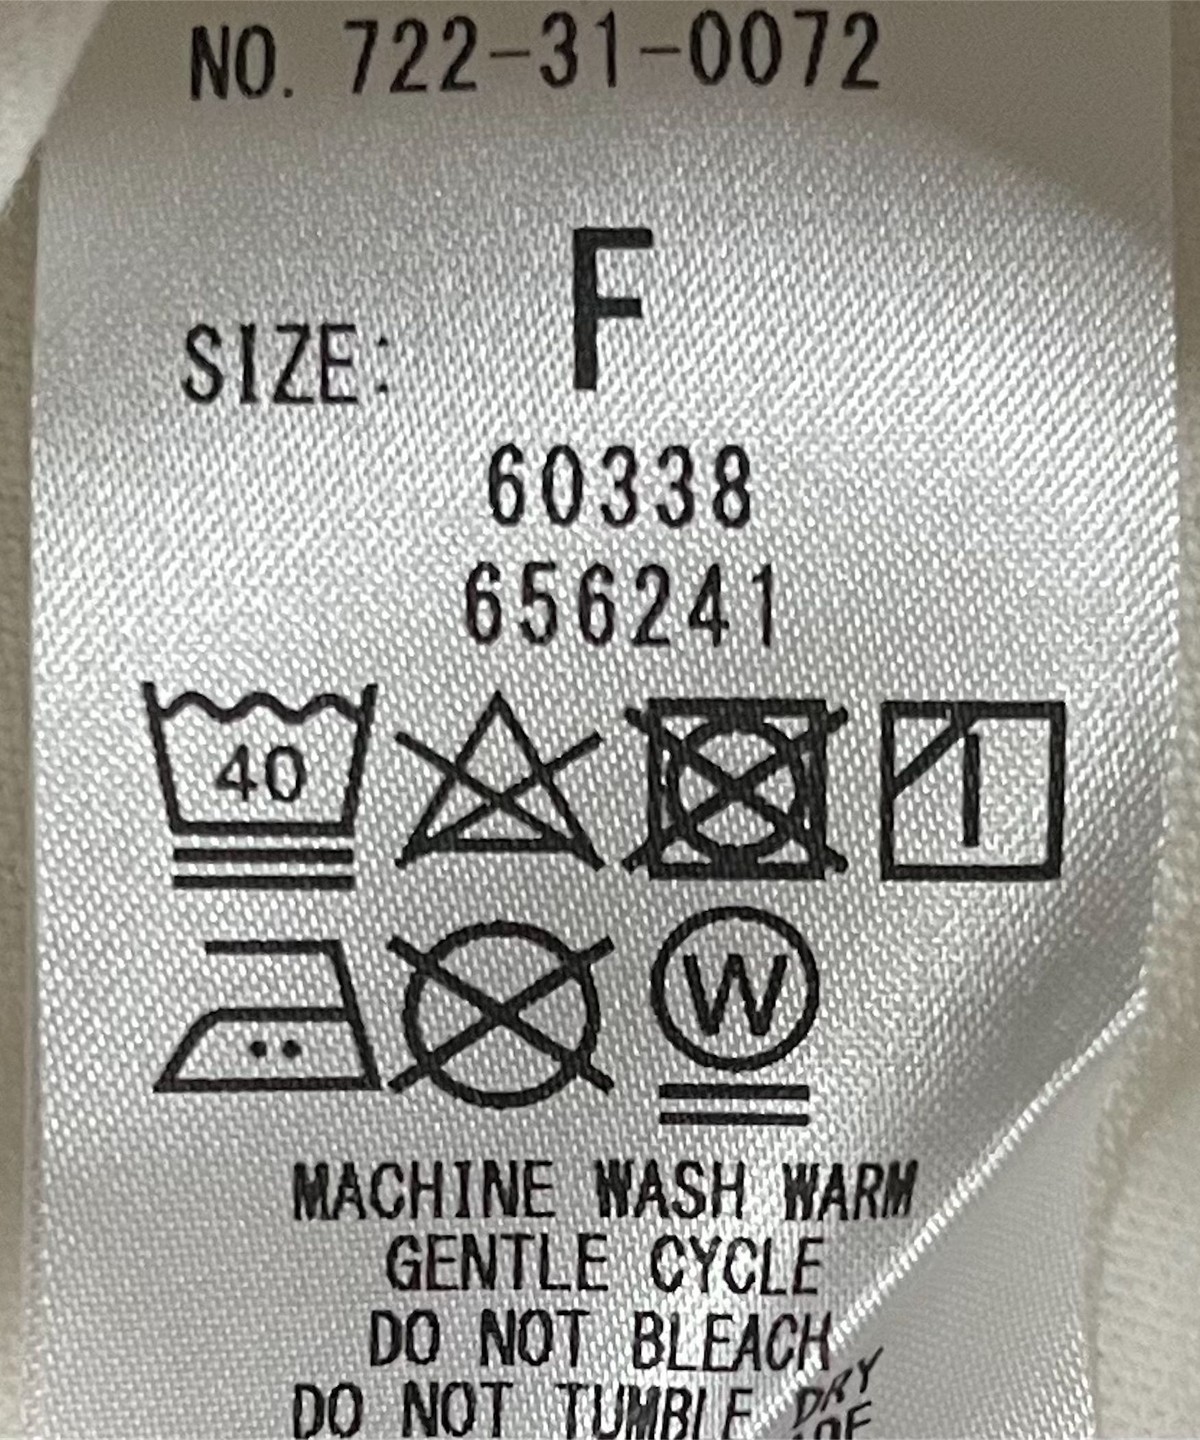 NO. 722-31-0072
F
SIZE:
60338
656241
40
W
MACHINE WASH WARM
GENTLE CYCLE
DO NOT BLEACH
DO NOT TUMBLE DRY